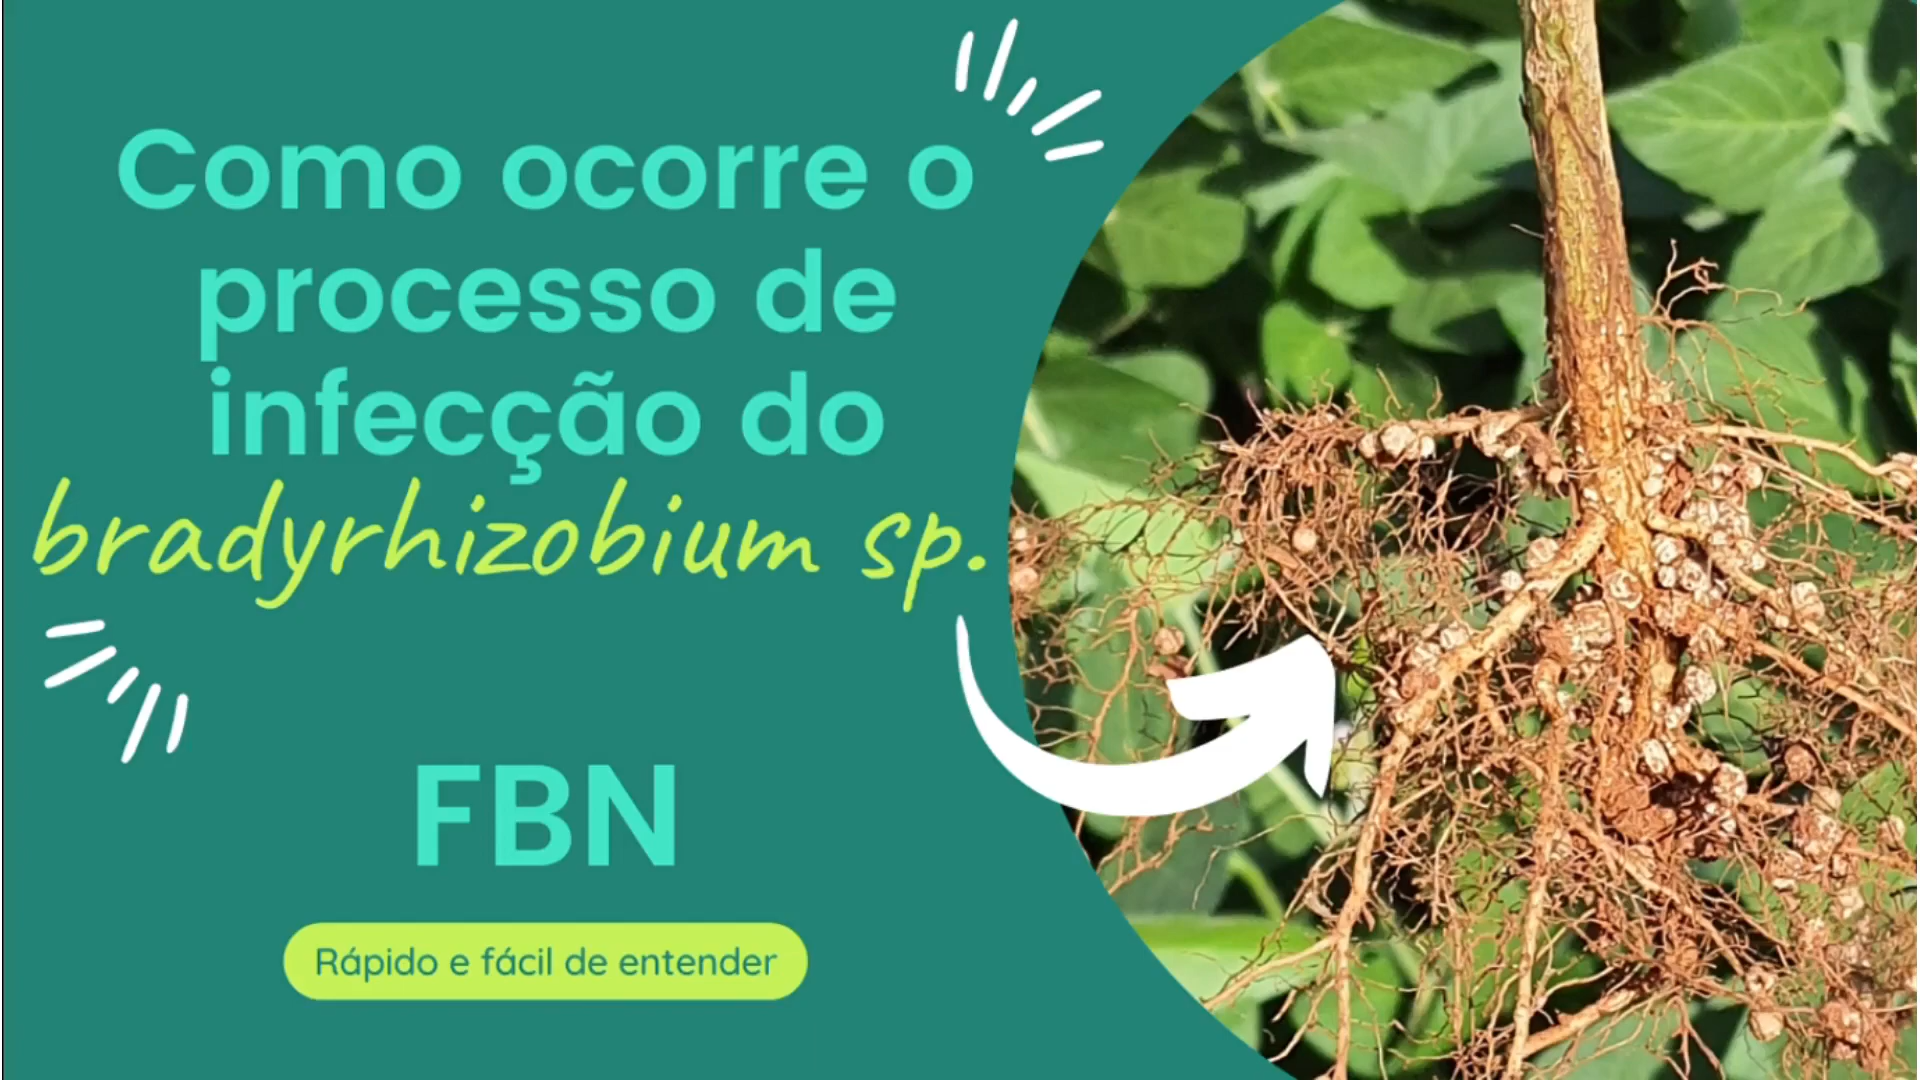 Como ocorre o
processo de
infecção do
bradyrhizobium sp.
FBN
Rápido e fácil de entender